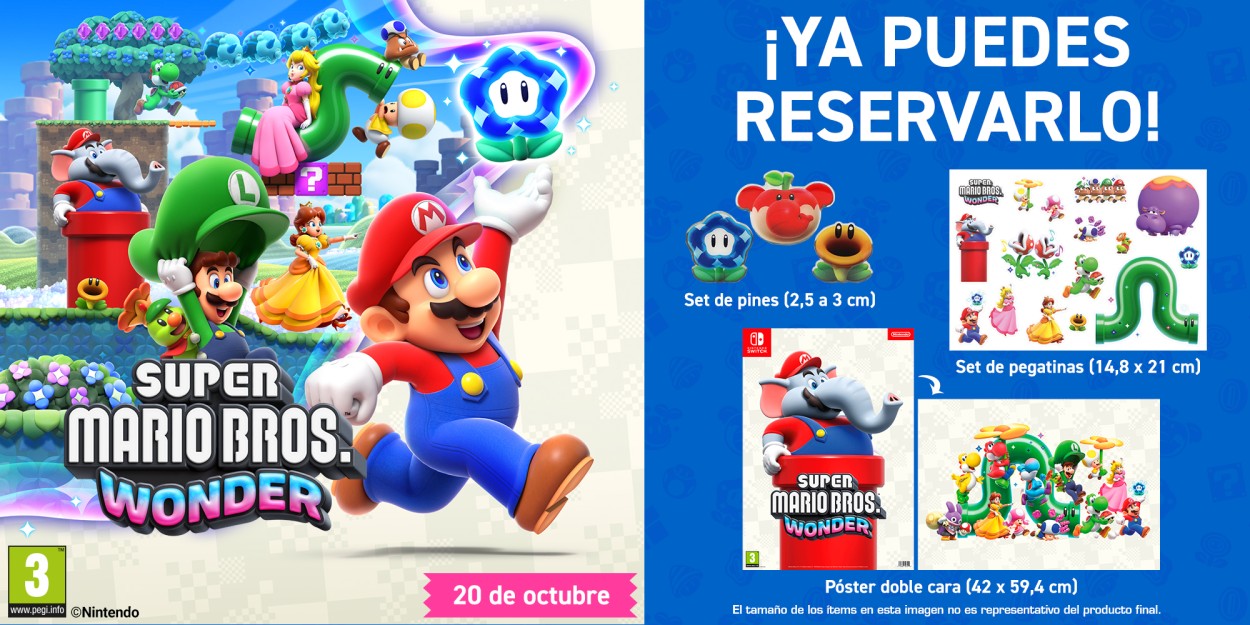 L
M
?
SUPER
MARIO BROS.
WONDER
3
www.pegi.info
©Nintendo
20 de octubre
¡YA PUEDES
RESERVARLO!
Set de pines (2,5 a 3 cm)
SUPER
MARIO BROS.
WONDER
Set de pegatinas (14,8 x 21 cm)
NINTENDO
SWITCH
Nintendo
SUPER
MARIO BROS.
WONDER
3
Póster doble cara (42 x 59,4 cm)
El tamaño de los ítems en esta imagen no es representativo del producto final.